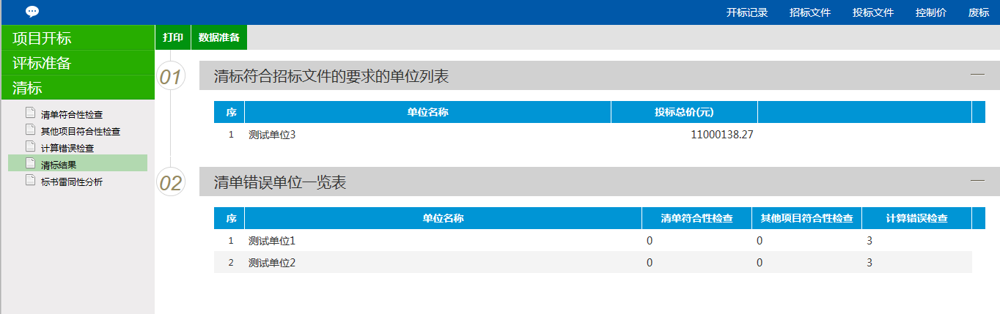 开标记录 招标文件 投标文件 控制价 废标
项目开标
评标准备
清标
清单符合性检查
其他项目符合性检查
计算错误检查
清标结果
标书雷同性分析
打印 数据准备
01 清标符合招标文件的要求的单位列表
序 单位名称 投标总价(元)
1 测试单位3 11000138.27
02 清单错误单位一览表
序 单位名称 清单符合性检查 其他项目符合性检查 计算错误检查
1 测试单位1 0 0 3
2 测试单位2 0 0 3